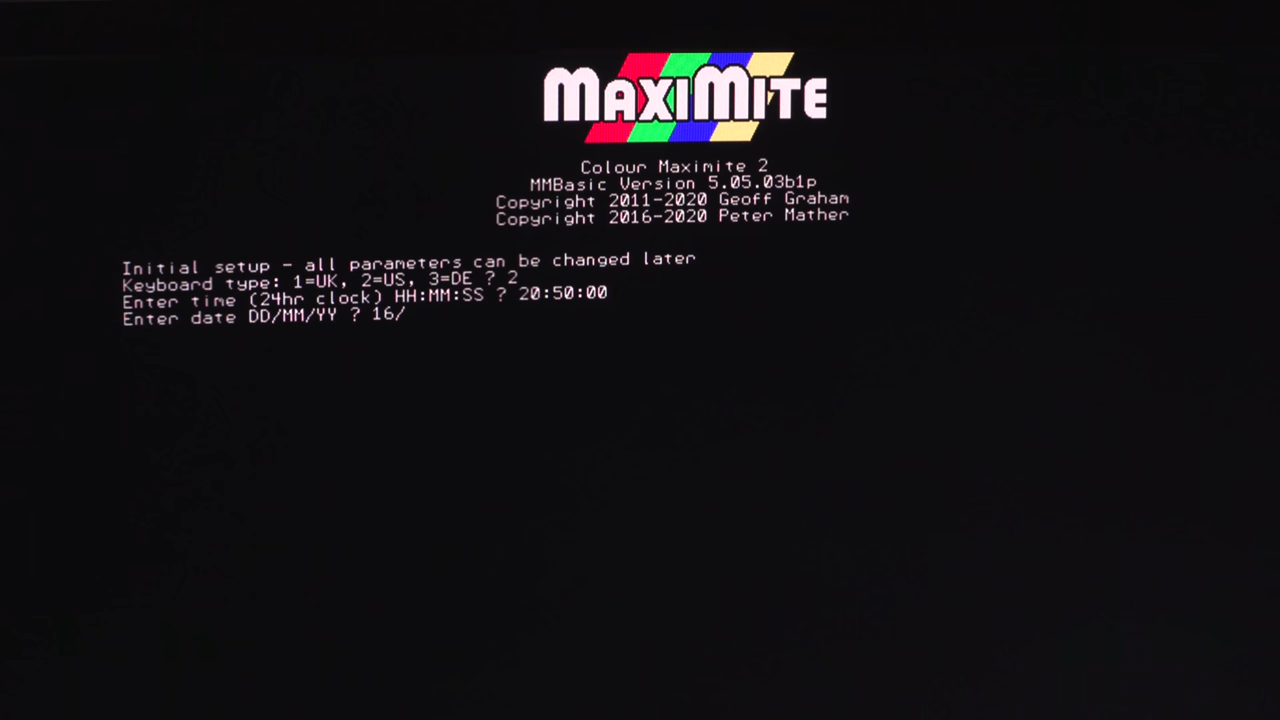 MAXIMITE
Colour Maximite 2
MMBasic Version 5.05.03b1p
Copyright 2011-2020 Geoff Graham
Copyright 2016-2020 Peter Mather
Initial setup - all parameters can be changed later
Keyboard type: 1=UK, 2=US, 3=DE ? 2
Enter time (24hr clock) HH:MM:SS ? 20:50:00
Enter date DD/MM/YY ? 16/